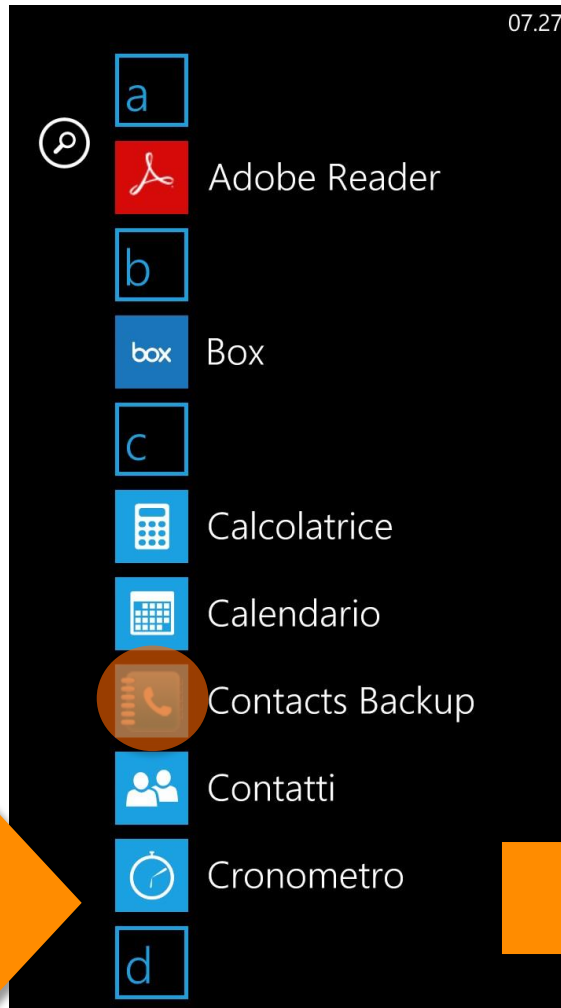 07.27
a
Adobe Reader
b
box Box
c
Calcolatrice
Calendario
Contacts Backup
Contatti
Cronometro
d